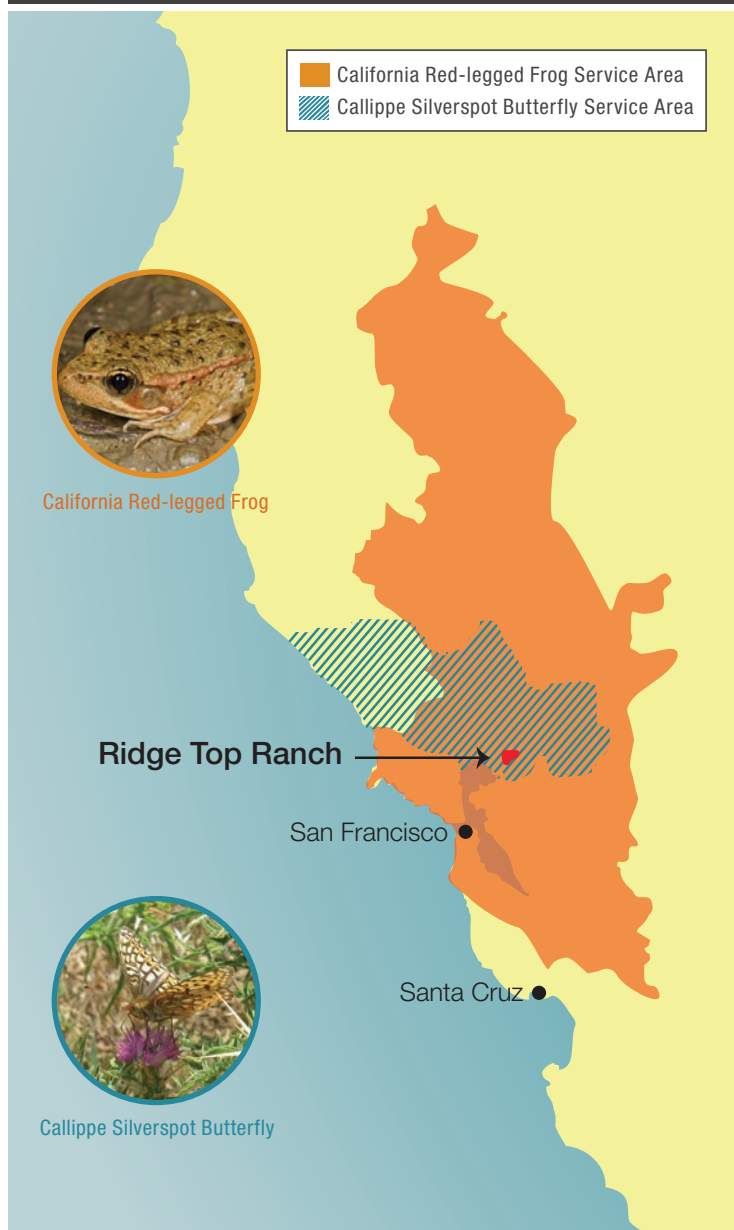 California Red-legged Frog Service Area
Callippe Silverspot Butterfly Service Area
California Red-legged Frog
Ridge Top Ranch
San Francisco
Santa Cruz
Callippe Silverspot Butterfly